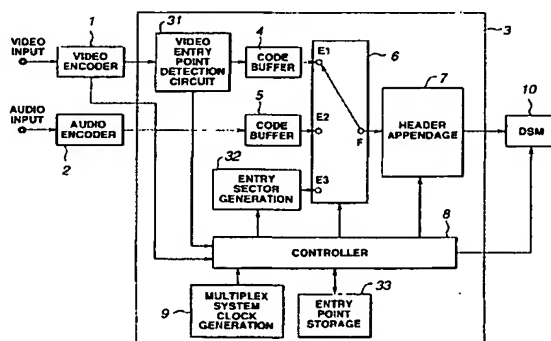 VIDEO
INPUT
1
VIDEO
ENCODER
31
VIDEO
ENTRY
POINT
DETECTION
CIRCUIT
4
CODE
BUFFER
E1
6
3
AUDIO
INPUT
AUDIO
ENCODER
2
5
CODE
BUFFER
E2
F
7
HEADER
APPENDAGE
10
DSM
32
ENTRY
SECTOR
GENERATION
E3
8
CONTROLLER
9
MULTIPLEX
SYSTEM
CLOCK
GENERATION
33
ENTRY
POINT
STORAGE